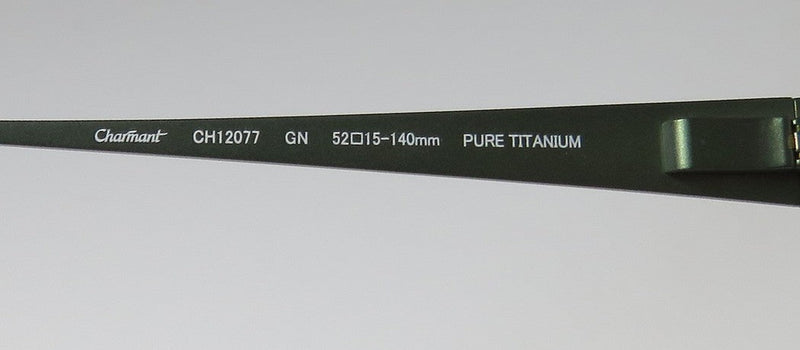 Charmant CH12077 GN 52□15-140mm PURE TITANIUM